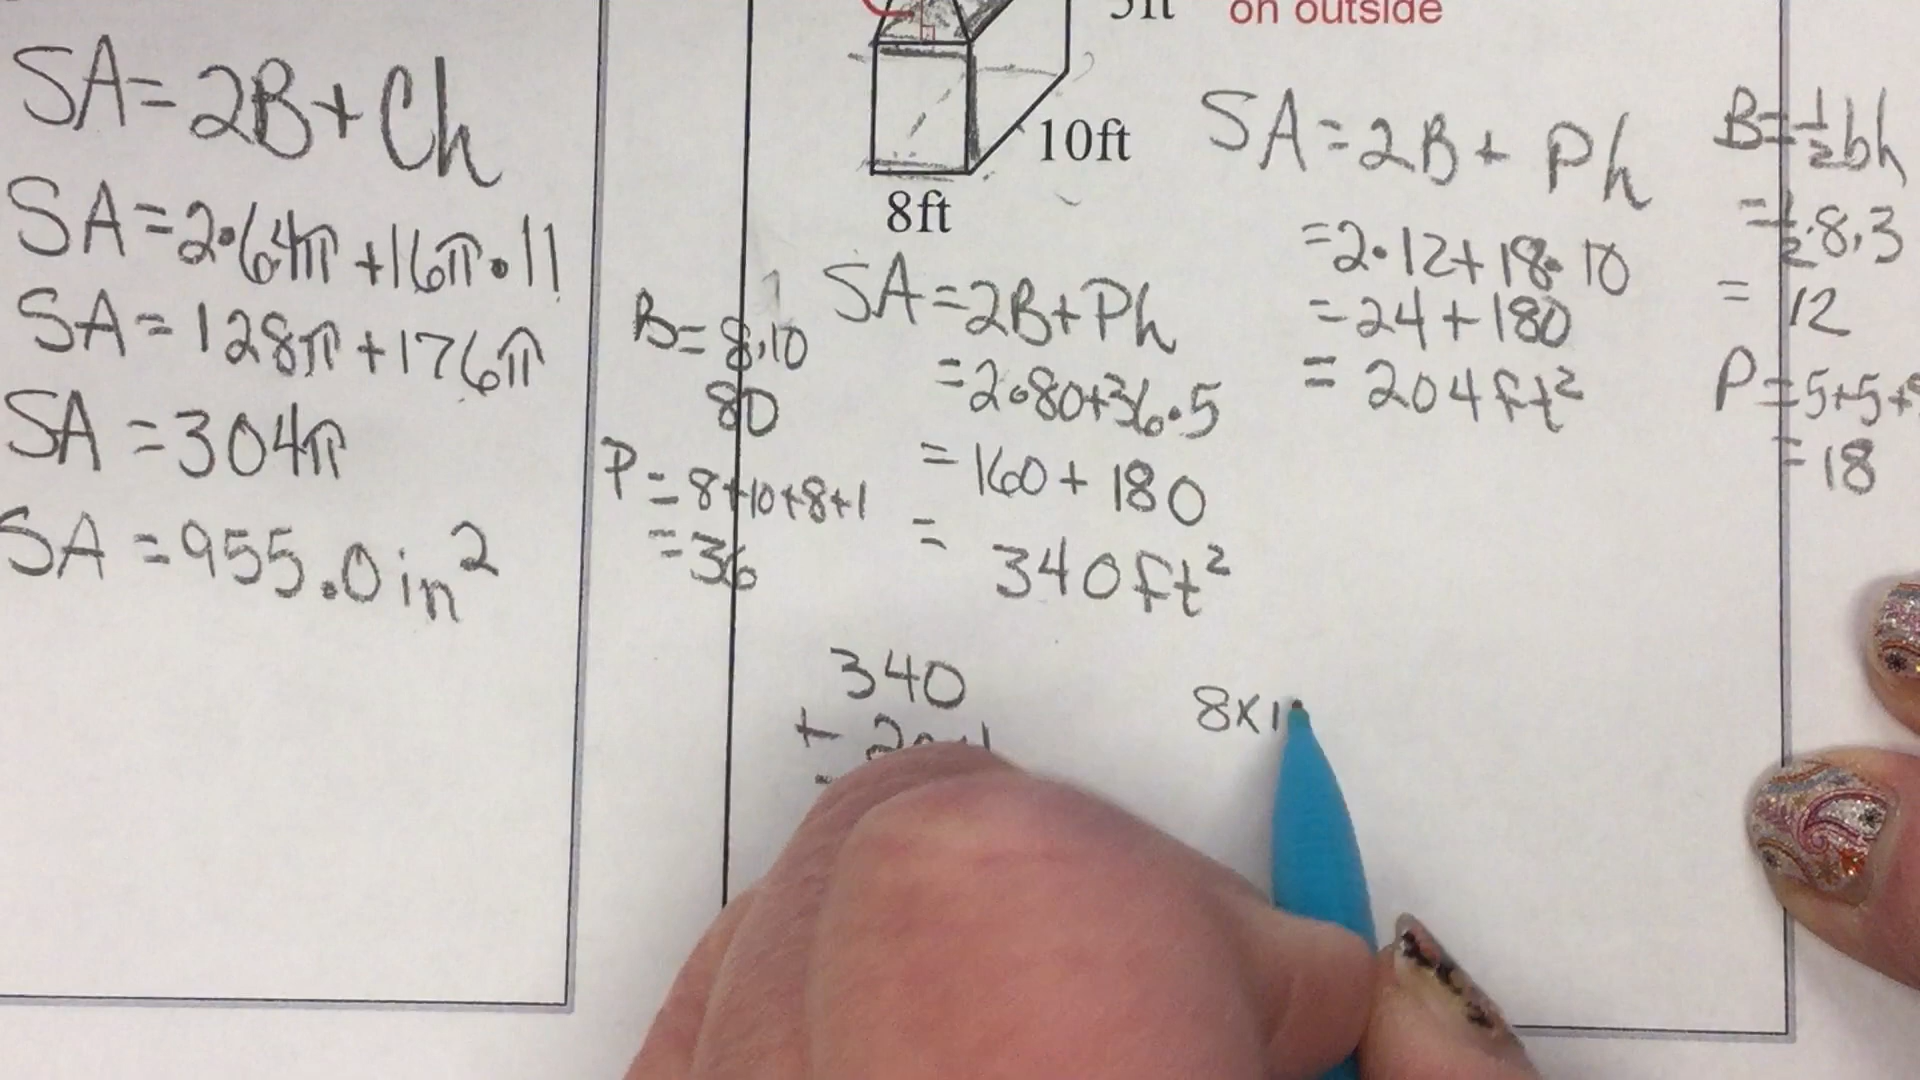 SA=2B+Ch
SA=2·64π+16π·11
SA=128π+176π
SA=304π
SA=955.0in²
on outside
10ft
8ft
B=8·10
80
P=8+10+8+1
=36
SA=2B+Ph
=2·80+36·5
=160+180
=340ft²
SA=2B+Ph
=2·12+18·10
=24+180
=204ft²
B=½bh
=½·8·3
=12
P=5+5+
=18
340
+
8x1